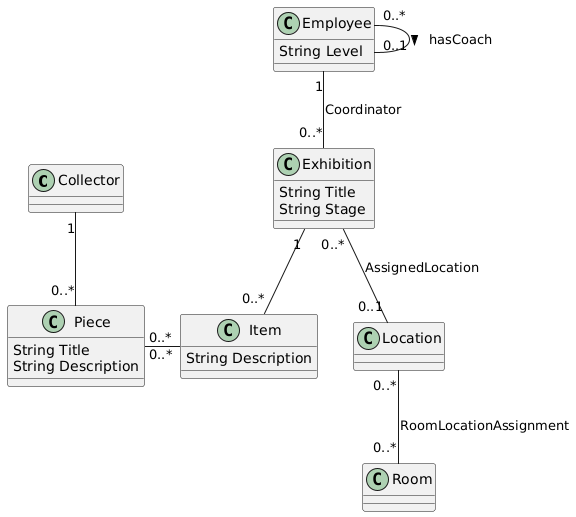 C Employee
String Level
0..*
0..1
hasCoach
1
Coordinator
0..*
C Exhibition
String Title
String Stage
C Collector
1
0..*
1
0..*
0..*
AssignedLocation
0..1
C Piece
String Title
String Description
0..*
0..*
C Item
String Description
C Location
0..*
RoomLocationAssignment
0..*
C Room